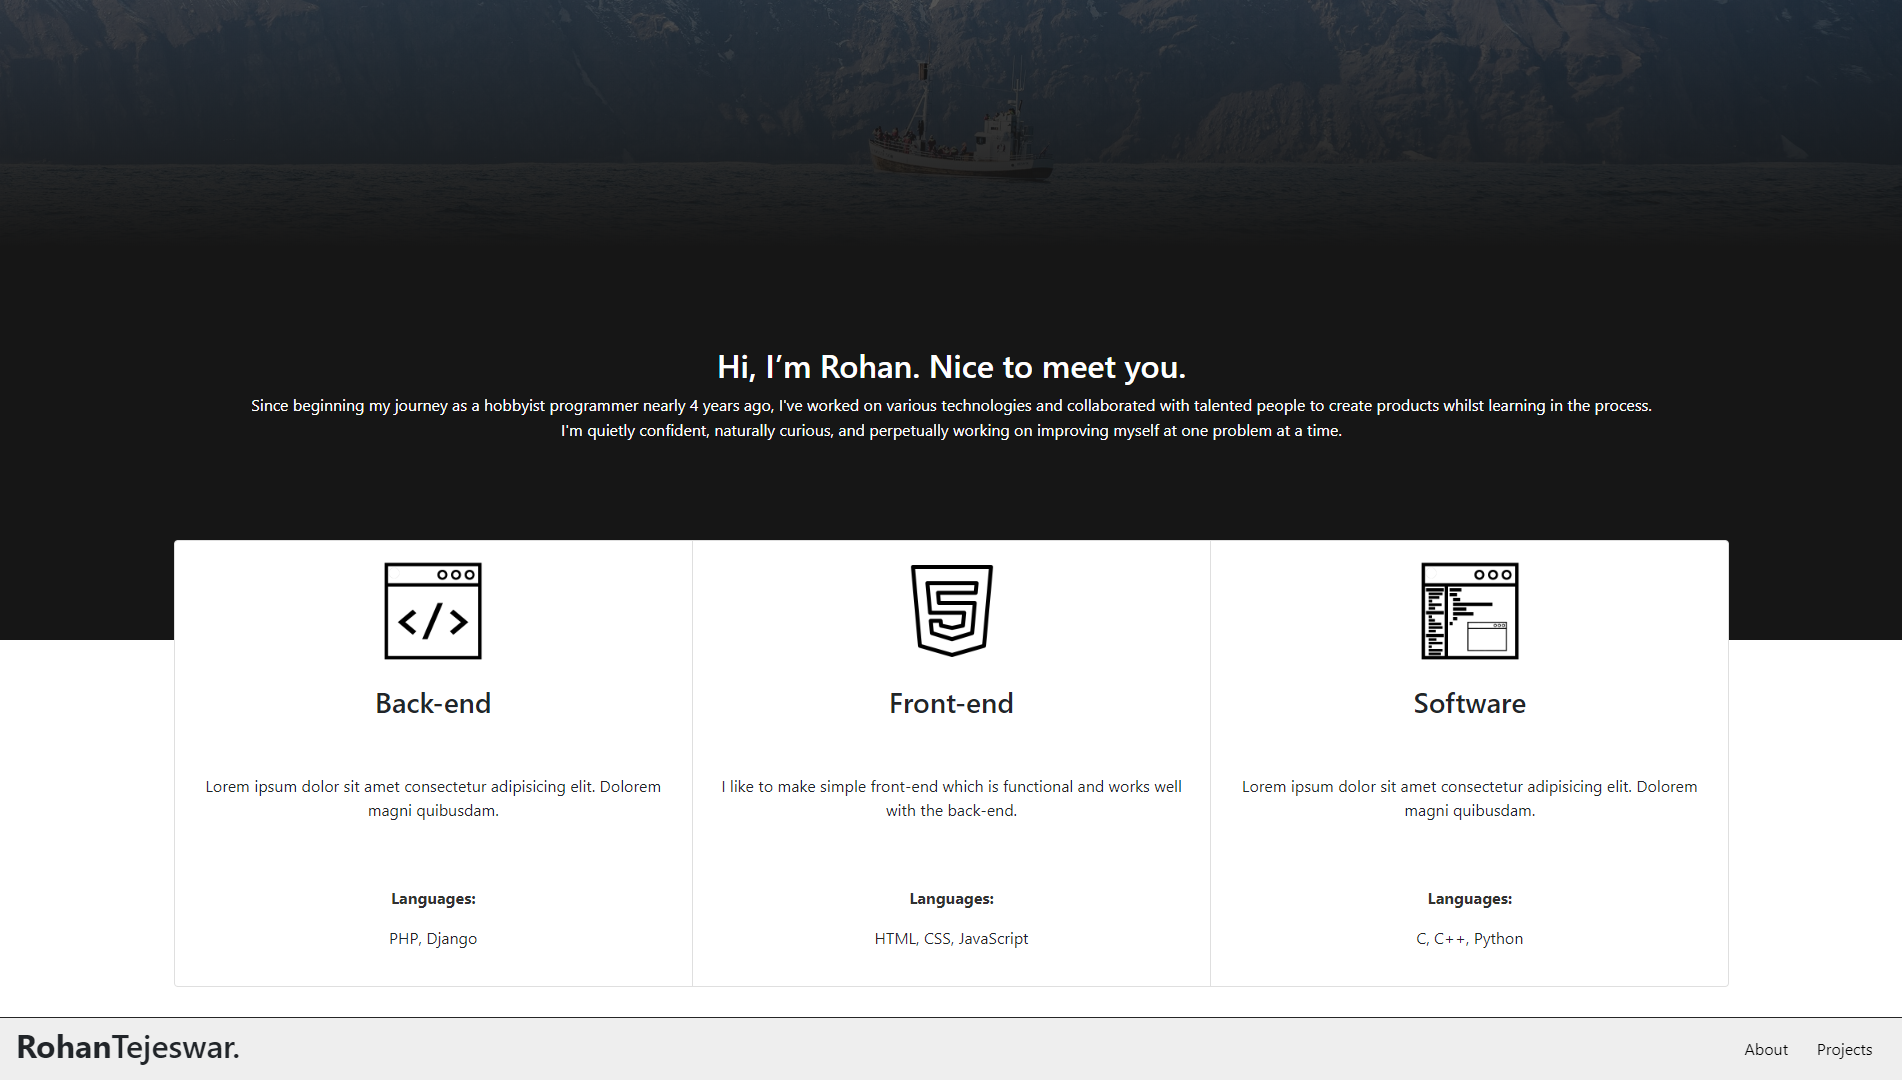 Hi, I’m Rohan. Nice to meet you.
Since beginning my journey as a hobbyist programmer nearly 4 years ago, I've worked on various technologies and collaborated with talented people to create products whilst learning in the process.
I'm quietly confident, naturally curious, and perpetually working on improving myself at one problem at a time.
Back-end
Lorem ipsum dolor sit amet consectetur adipisicing elit. Dolorem
magni quibusdam.
Languages:
PHP, Django
Front-end
I like to make simple front-end which is functional and works well
with the back-end.
Languages:
HTML, CSS, JavaScript
Software
Lorem ipsum dolor sit amet consectetur adipisicing elit. Dolorem
magni quibusdam.
Languages:
C, C++, Python
RohanTejeswar.
About Projects